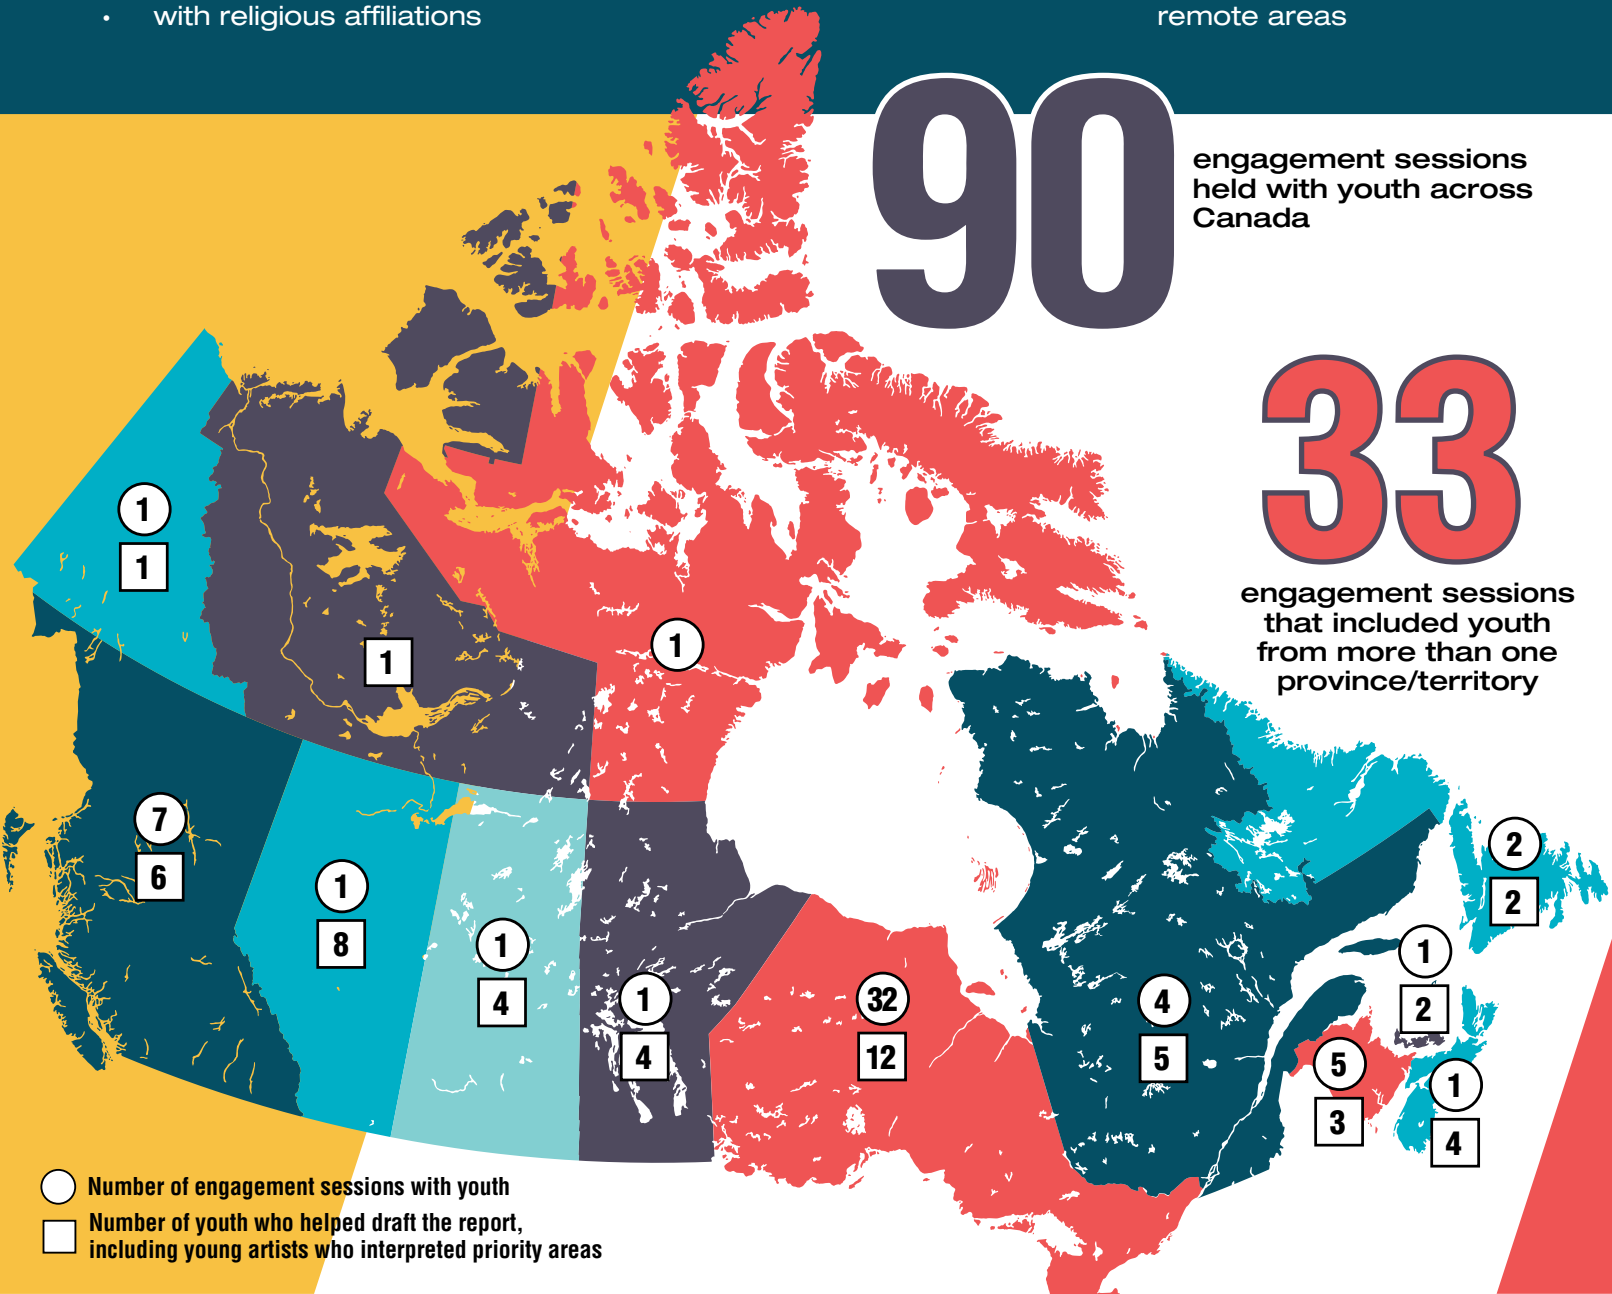 • with religious affiliations
remote areas
90
engagement sessions
held with youth across
Canada
33
engagement sessions
that included youth
from more than one
province/territory
1
1
1
1
7
6
1
8
1
4
1
4
32
12
4
5
2
2
1
2
5
3
1
4
Number of engagement sessions with youth
Number of youth who helped draft the report,
including young artists who interpreted priority areas